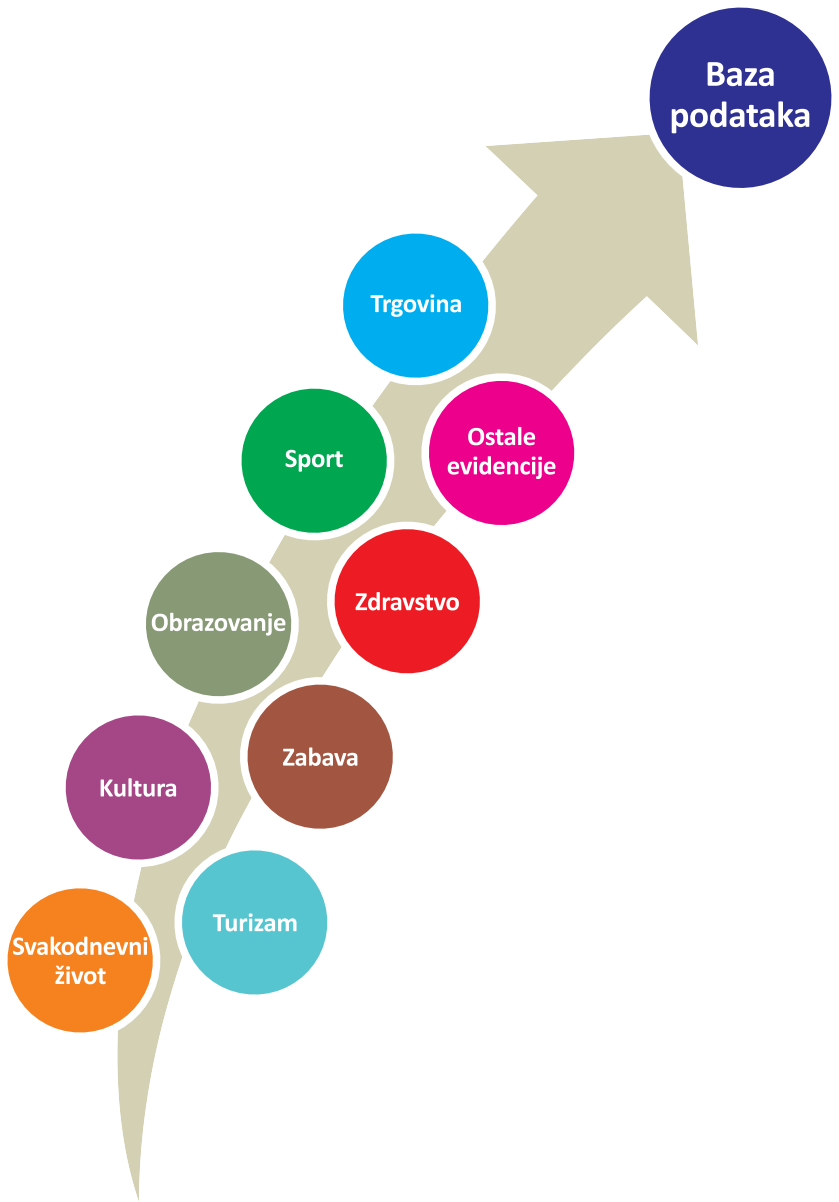 Baza
podataka
Trgovina
Ostale
evidencije
Sport
Zdravstvo
Obrazovanje
Zabava
Kultura
Turizam
Svakodnevni
život